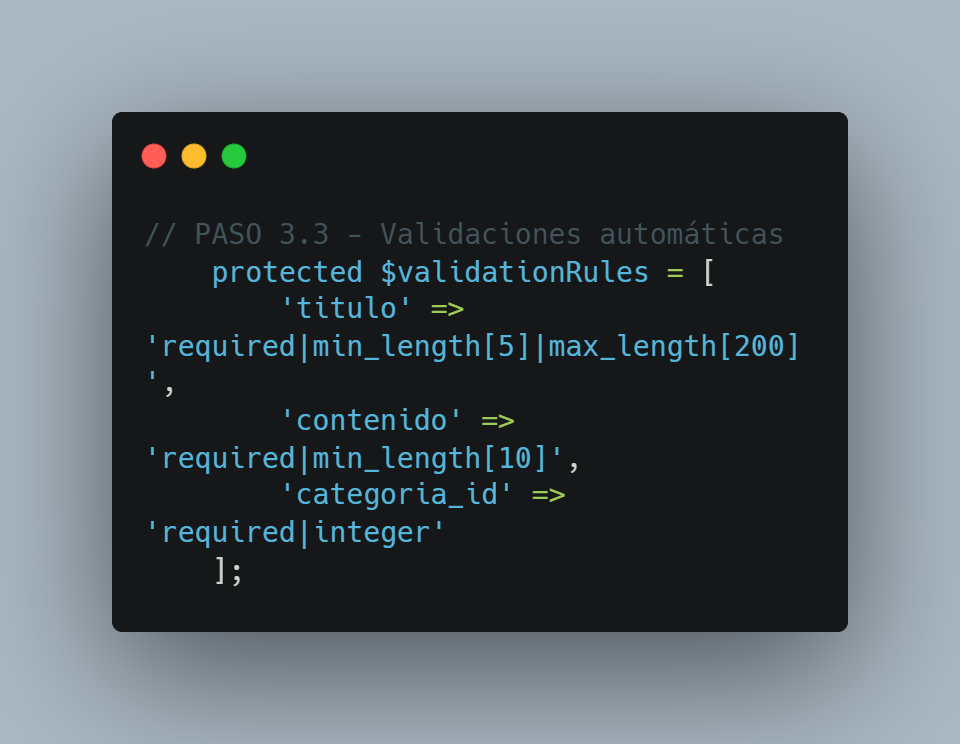 // PASO 3.3 - Validaciones automáticas
    protected $validationRules = [
        'titulo' =>
'required|min_length[5]|max_length[200]
',
        'contenido' =>
'required|min_length[10]',
        'categoria_id' =>
'required|integer'
    ];